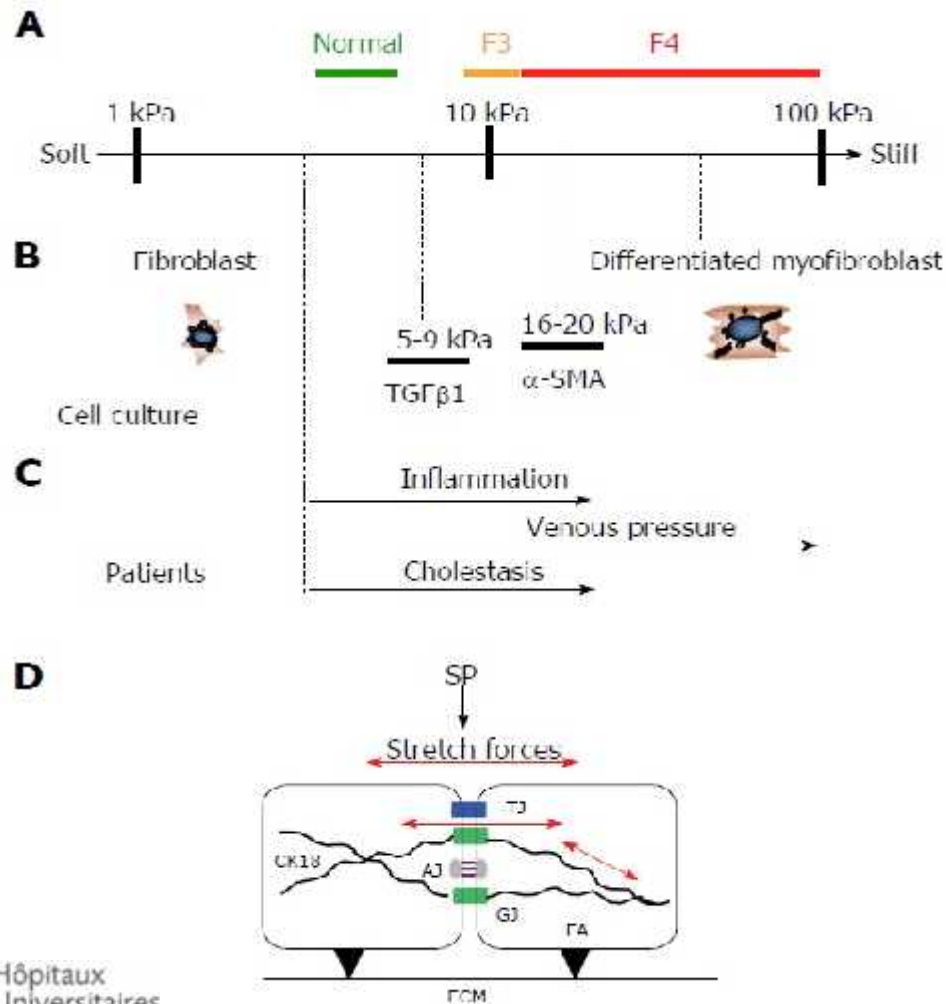 A
Normal F3 F4
1 kPa 10 kPa 100 kPa
Soft Stiff
B
Fibroblast Differentiated myofibroblast
5-9 kPa 16-20 kPa
TGFβ1 α-SMA
Cell culture
C
Inflammation
Venous pressure
Patients Cholestasis
D
SP
Stretch forces
TJ
CK18 AJ
GJ
FA
ECM
Hôpitaux
Universitaires